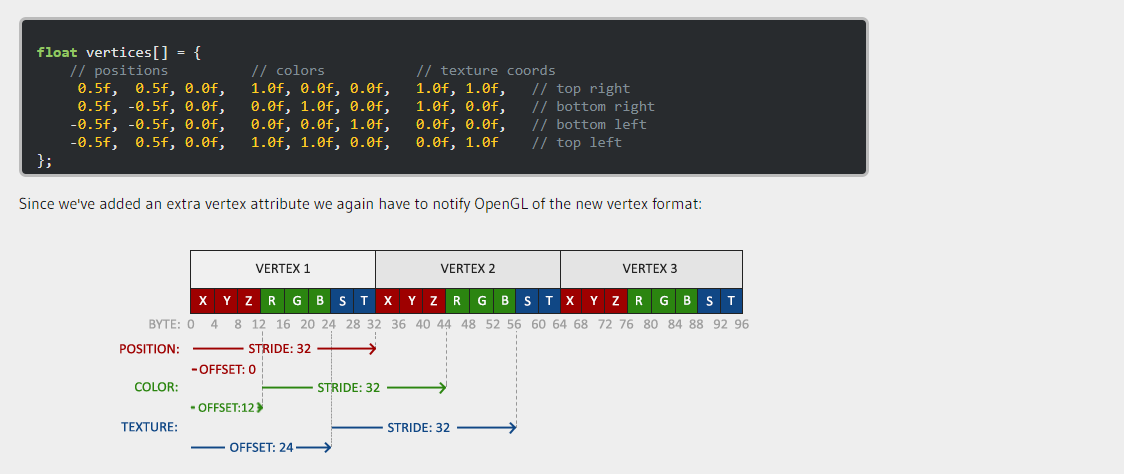 float vertices[] = {
// positions // colors // texture coords
0.5f, 0.5f, 0.0f, 1.0f, 0.0f, 0.0f, 1.0f, 1.0f, // top right
0.5f, -0.5f, 0.0f, 0.0f, 1.0f, 0.0f, 1.0f, 0.0f, // bottom right
-0.5f, -0.5f, 0.0f, 0.0f, 0.0f, 1.0f, 0.0f, 0.0f, // bottom left
-0.5f, 0.5f, 0.0f, 1.0f, 1.0f, 0.0f, 0.0f, 1.0f // top left
};
Since we've added an extra vertex attribute we again have to notify OpenGL of the new vertex format:
VERTEX 1 VERTEX 2 VERTEX 3
X Y Z R G B S T X Y Z R G B S T X Y Z R G B S T
BYTE: 0 4 8 12 16 20 24 28 32 36 40 44 48 52 56 60 64 68 72 76 80 84 88 92 96
POSITION: STRIDE: 32
OFFSET: 0
COLOR: STRIDE: 32
OFFSET:12
TEXTURE: STRIDE: 32
OFFSET: 24